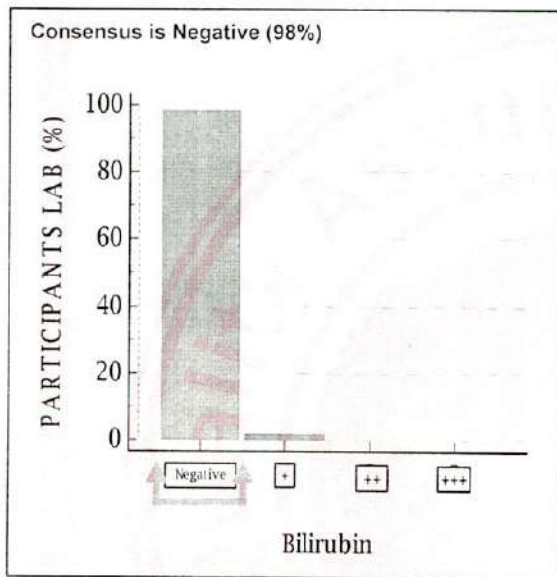 Consensus is Negative (98%)
PARTICIPANTS LAB (%)
100
80
60
40
20
0
Negative + ++ +++
Bilirubin